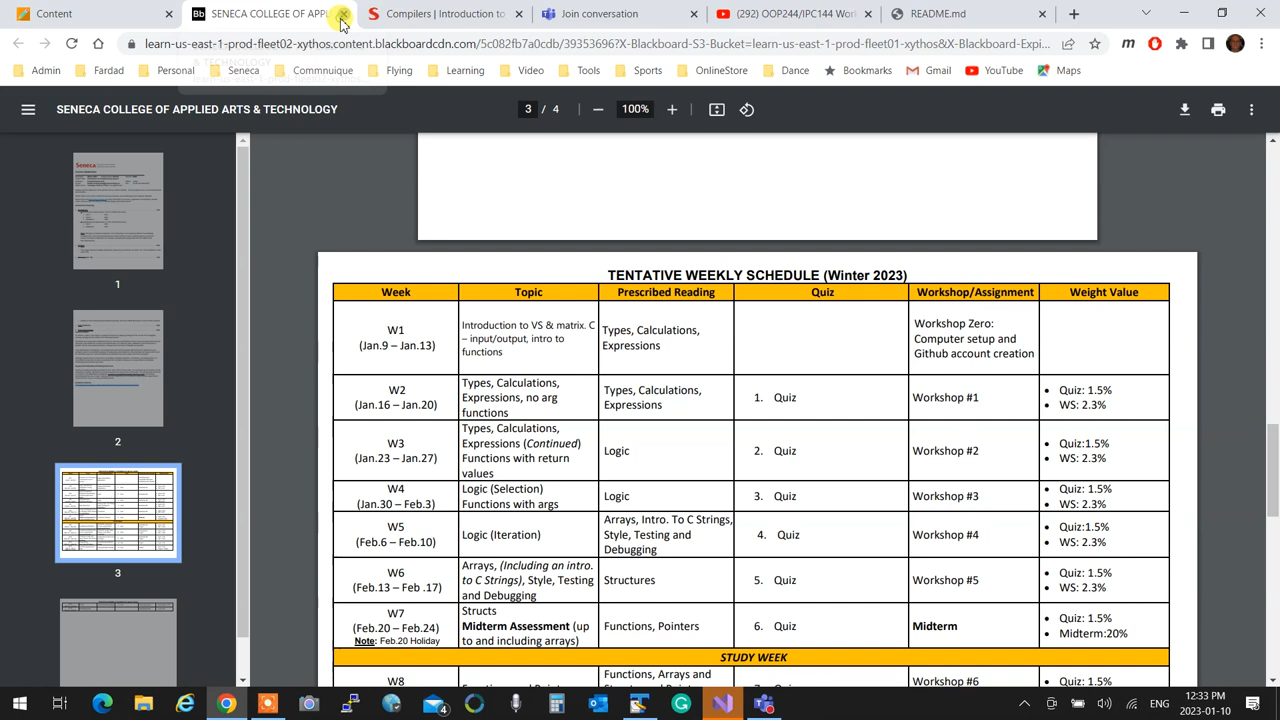 Content
SENECA COLLEGE OF APPL
Compilers | Introduction to
Join conversation
(292) OOP244/IPC144 Wor
README.md
learn-us-east-1-prod-fleet02-xythos.content.blackboardcdn.com/5c082fb7a0cdb/39353696?X-Blackboard-S3-Bucket=learn-us-east-1-prod-fleet01-xythos&X-Blackboard-Expi...
Admin
Fardad
Personal
Seneca
Commnuique
Flying
Learning
Video
Tools
Sports
OnlineStore
Dance
Bookmarks
Gmail
YouTube
Maps
SENECA COLLEGE OF APPLIED ARTS & TECHNOLOGY
3 / 4
100%
1
2
3
TENTATIVE WEEKLY SCHEDULE (Winter 2023)
Week Topic Prescribed Reading Quiz Workshop/Assignment Weight Value
W1
(Jan.9 – Jan.13)
Introduction to VS & matrix. C
– input/output, intro to
functions
Types, Calculations,
Expressions
Workshop Zero:
Computer setup and
Github account creation
W2
(Jan.16 – Jan.20)
Types, Calculations,
Expressions, no arg
functions
Types, Calculations,
Expressions
1. Quiz
Workshop #1
• Quiz: 1.5%
• WS: 2.3%
W3
(Jan.23 – Jan.27)
Types, Calculations,
Expressions (Continued)
Functions with return
values
Logic
2. Quiz
Workshop #2
• Quiz:1.5%
• WS: 2.3%
W4
(Jan.30 – Feb.3)
Logic (Selection)
Functions with args
Logic
3. Quiz
Workshop #3
• Quiz: 1.5%
• WS: 2.3%
W5
(Feb.6 – Feb.10)
Logic (Iteration)
Arrays, Intro. To C Strings,
Style, Testing and
Debugging
4. Quiz
Workshop #4
• Quiz:1.5%
• WS: 2.3%
W6
(Feb.13 – Feb .17)
Arrays, (Including an intro.
to C Strings), Style, Testing
and Debugging
Structures
5. Quiz
Workshop #5
• Quiz: 1.5%
• WS: 2.3%
W7
(Feb.20 – Feb.24)
Note: Feb.20 Holiday
Structs
Midterm Assessment (up
to and including arrays)
Functions, Pointers
6. Quiz
Midterm
• Quiz: 1.5%
• Midterm:20%
STUDY WEEK
W8
Functions, Arrays and
Workshop #6
• Quiz: 1.5%
4
ENG
12:33 PM
2023-01-10